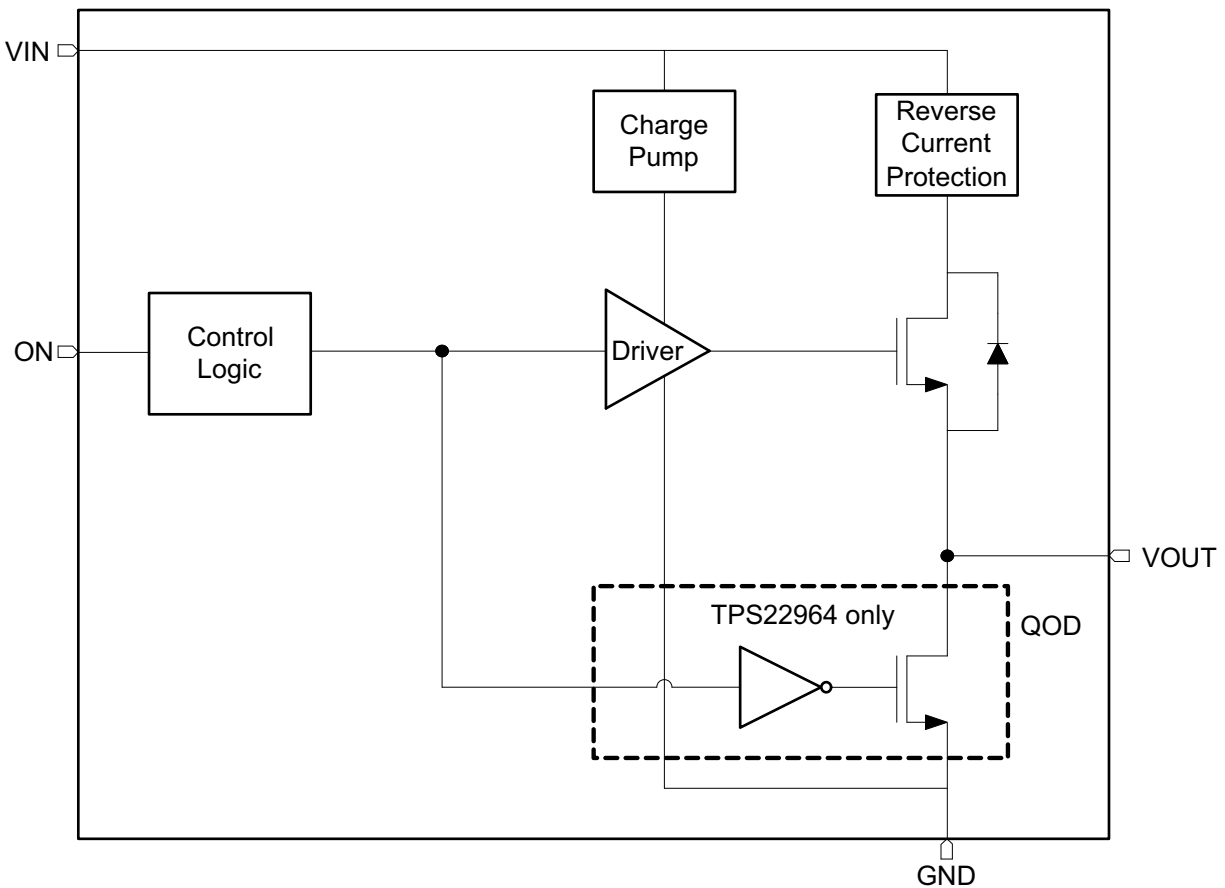 VIN
Charge
Pump
Reverse
Current
Protection
ON
Control
Logic
Driver
VOUT
TPS22964 only
QOD
GND